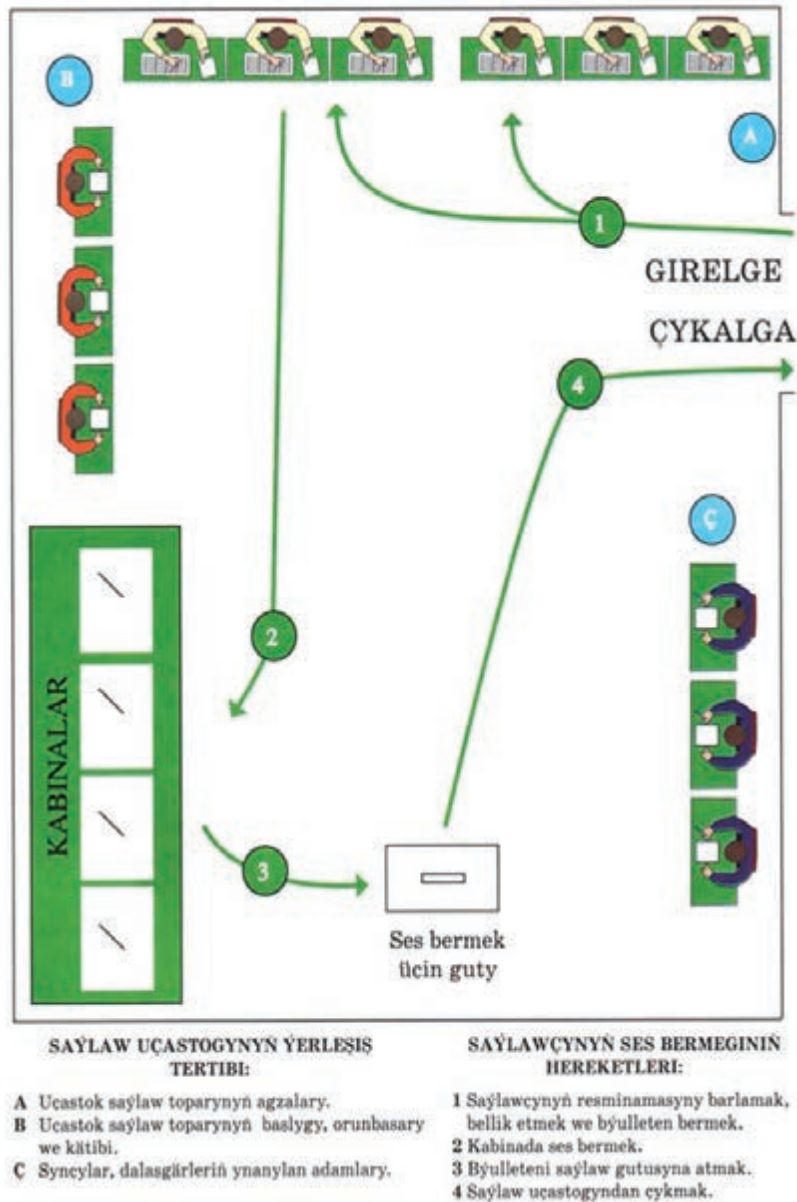 B
A
1
GIRELGE
ÇYKALGA
4
Ç
2
KABINALAR
3
Ses bermek
üçin guty
SAÝLAW UÇASTOGYNYŇ ÝERLEŞIŞ
TERTIBI:
A Uçastok saýlaw toparynyň agzalary.
B Uçastok saýlaw toparynyň başlygy, orunbasary
we kätibi.
Ç Synçylar, dalaşgärleriň ynanylan adamlary.
SAÝLAWÇYNYŇ SES BERMEGINIŇ
HEREKETLERI:
1 Saýlawçynyň resminamasyny barlamak,
bellik etmek we býulleten bermek.
2 Kabinada ses bermek.
3 Býulleteni saýlaw gutusyna atmak.
4 Saýlaw uçastogyndan çykmak.